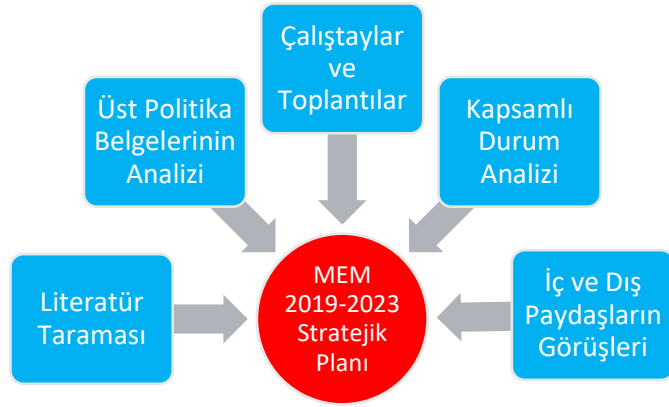 Çalıştaylar
ve
Toplantılar
Üst Politika
Belgelerinin
Analizi
Kapsamlı
Durum
Analizi
Literatür
Taraması
MEM
2019-2023
Stratejik
Planı
İç ve Dış
Paydaşların
Görüşleri